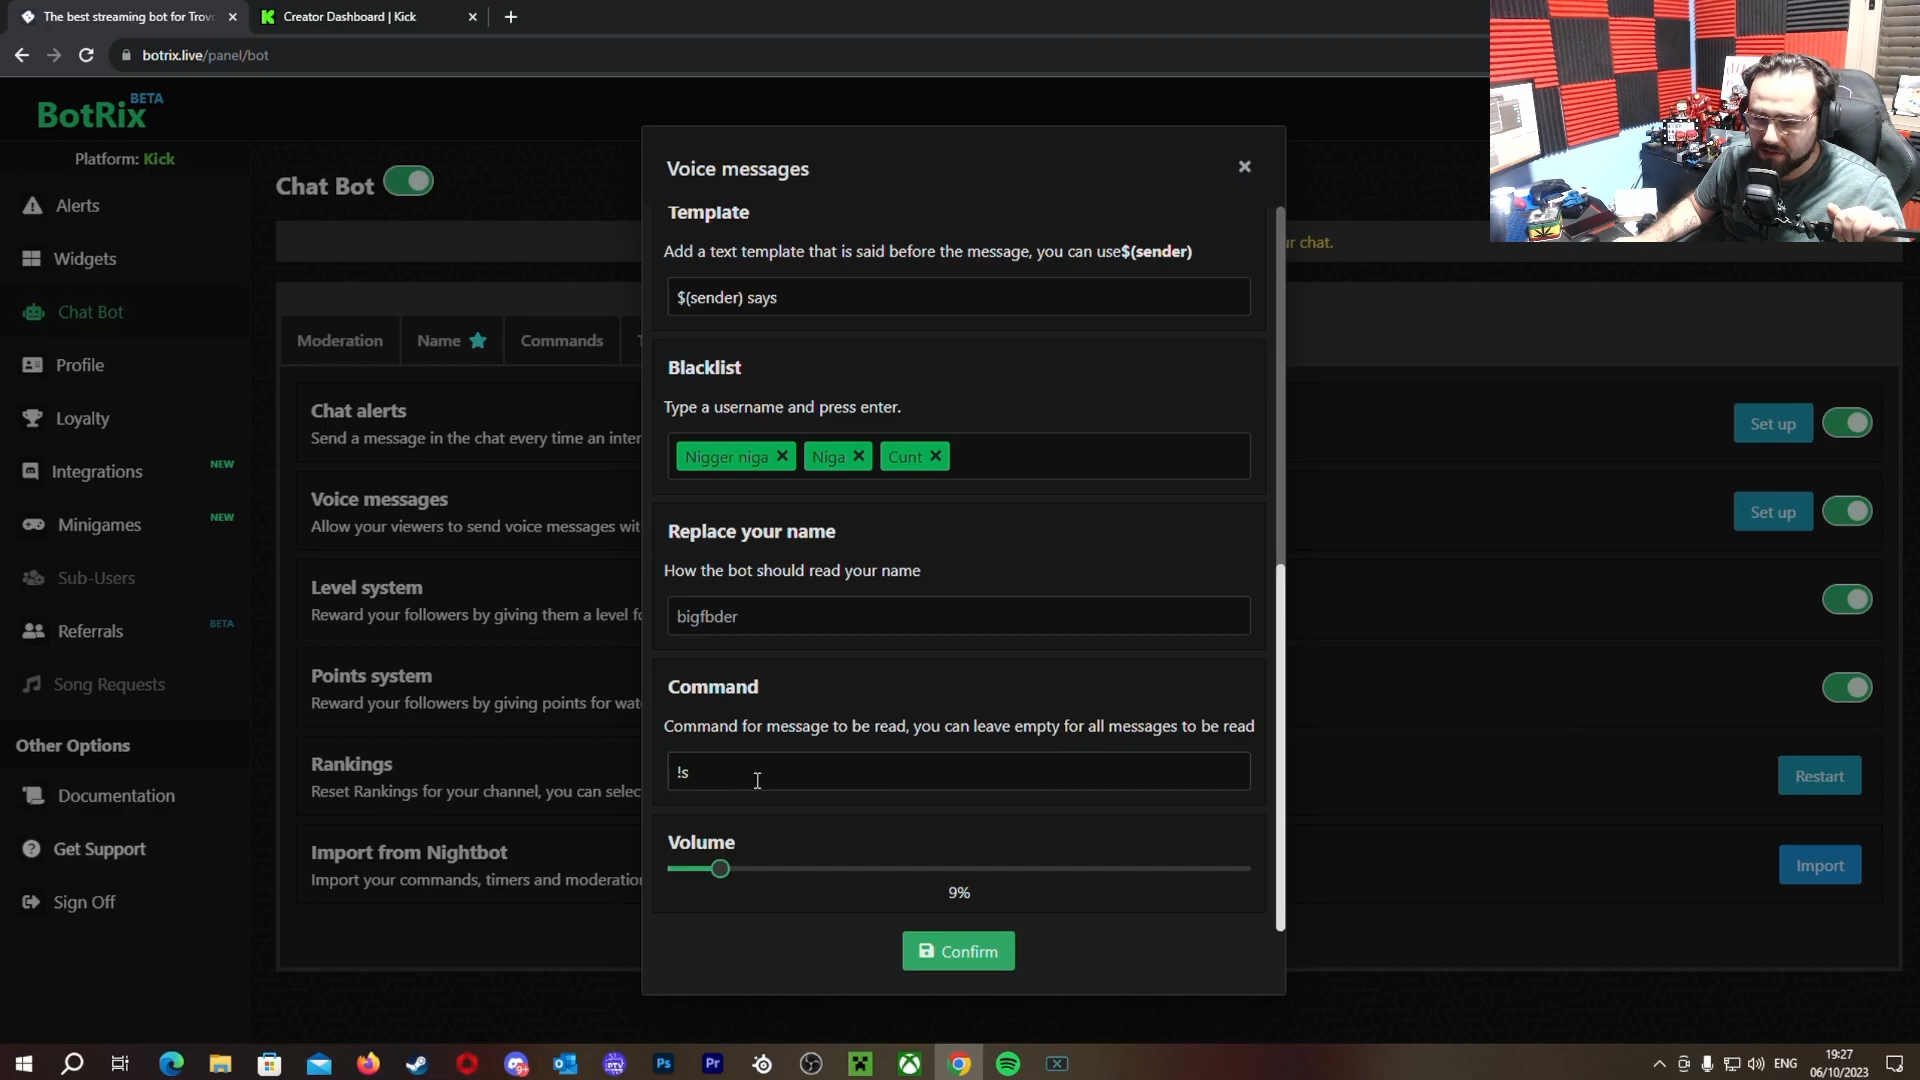 The best streaming bot for Trovo
Creator Dashboard | Kick
botrix.live/panel/bot
BotRix BETA
Platform: Kick
Alerts
Widgets
Chat Bot
Profile
Loyalty
Integrations NEW
Minigames NEW
Sub-Users
Referrals BETA
Song Requests
Other Options
Documentation
Get Support
Sign Off
Chat Bot
r chat.
Moderation Name Commands T
Chat alerts
Send a message in the chat every time an inter
Set up
Voice messages
Allow your viewers to send voice messages wit
Set up
Level system
Reward your followers by giving them a level fo
Points system
Reward your followers by giving points for wat
Rankings
Reset Rankings for your channel, you can selec
Restart
Import from Nightbot
Import your commands, timers and moderation
Import
Voice messages
Template
Add a text template that is said before the message, you can use$(sender)
$(sender) says
Blacklist
Type a username and press enter.
Nigger niga Niga Cunt
Replace your name
How the bot should read your name
bigfbder
Command
Command for message to be read, you can leave empty for all messages to be read
!s
Volume
9%
Confirm
9+
IPTV
Ps
Pr
ENG
19:27
06/10/2023